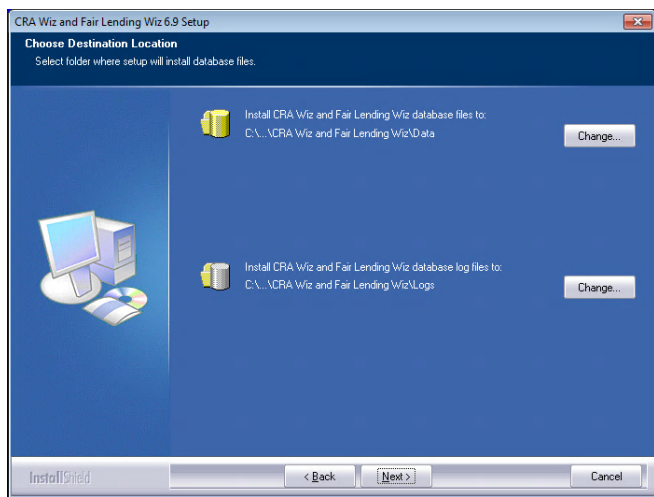 CRA Wiz and Fair Lending Wiz 6.9 Setup
Choose Destination Location
Select folder where setup will install database files.
Install CRA Wiz and Fair Lending Wiz database files to:
C:\...\CRA Wiz and Fair Lending Wiz\Data
Change...
Install CRA Wiz and Fair Lending Wiz database log files to:
C:\...\CRA Wiz and Fair Lending Wiz\Logs
Change...
InstallShield
< Back
Next >
Cancel